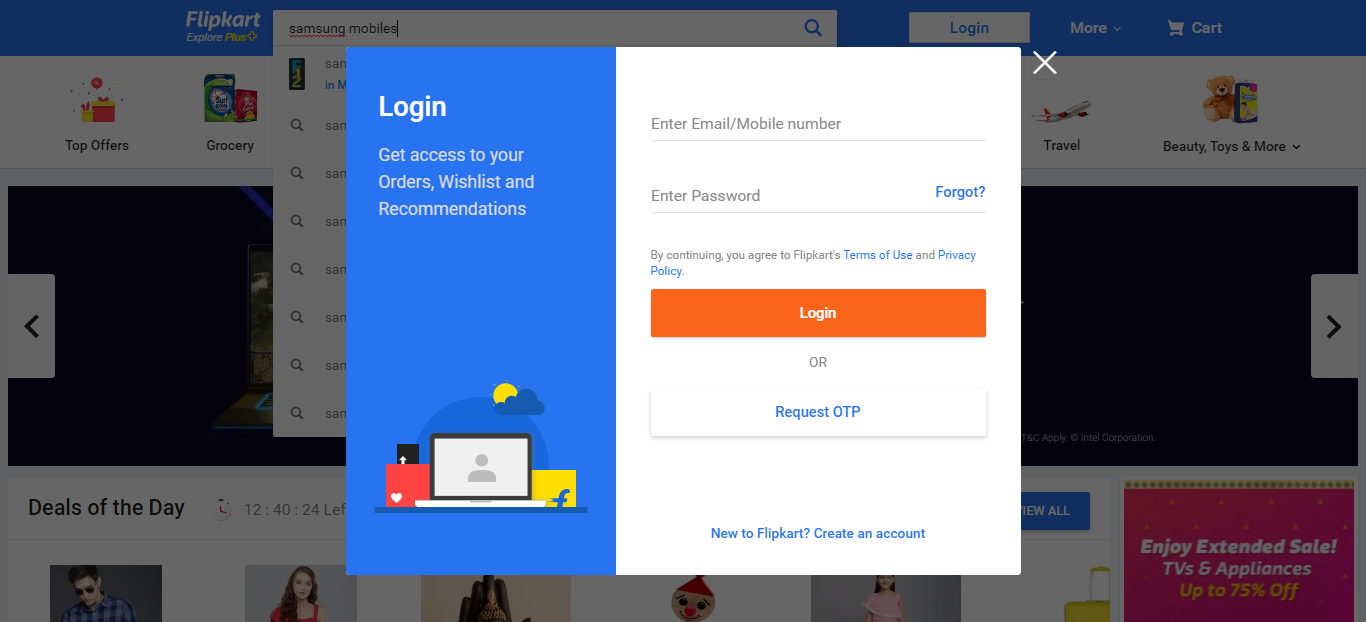 Flipkart
Explore Plus
samsung mobiles
Login
More
Cart
sam
in M
sam
sam
sam
sam
sam
sam
sam
Top Offers
Grocery
Travel
Beauty, Toys & More
Login
Get access to your
Orders, Wishlist and
Recommendations
Enter Email/Mobile number
Enter Password
Forgot?
By continuing, you agree to Flipkart's Terms of Use and Privacy
Policy.
Login
OR
Request OTP
New to Flipkart? Create an account
T&C Apply. © Intel Corporation.
Deals of the Day
12 : 40 : 24 Lef
VIEW ALL
Enjoy Extended Sale!
TVs & Appliances
Up to 75% Off